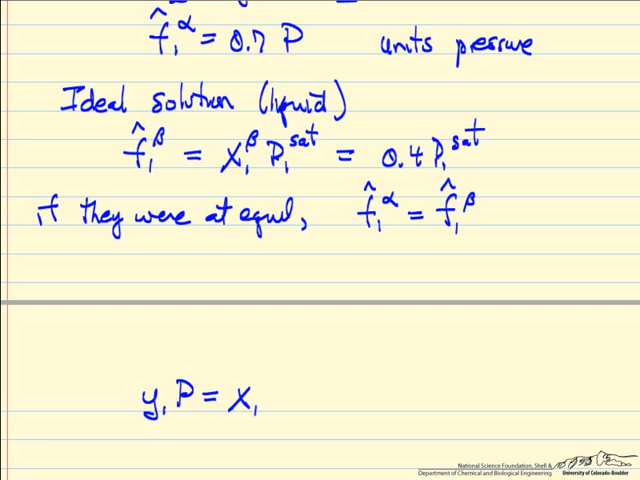 f̂₁^α = 0.7 P units pressure
Ideal solution (liquid)
f̂₁^β = x₁^β P₁^sat = 0.4 P₁^sat
if they were at equil, f̂₁^α = f̂₁^β
y₁ P = x₁
National Science Foundation, Shell &
Department of Chemical and Biological Engineering
University of Colorado-Boulder